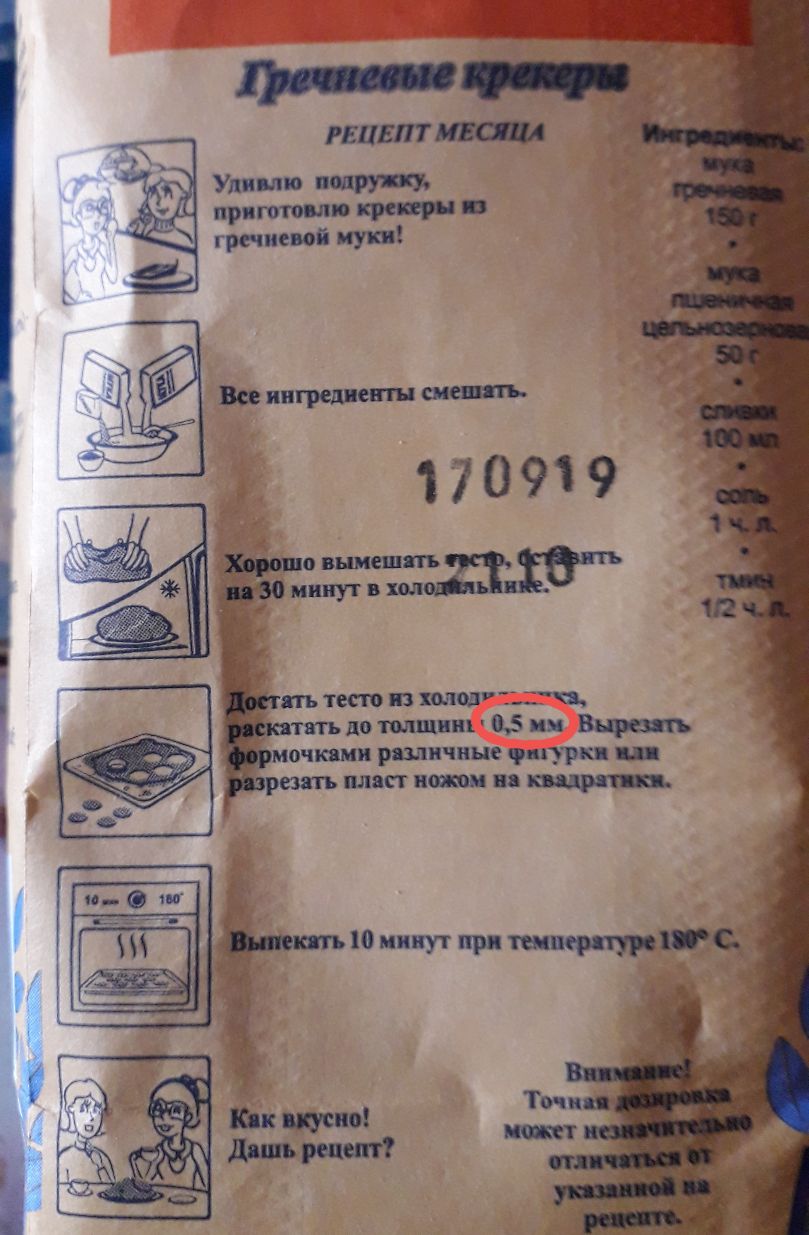 Гречневые крекеры
РЕЦЕПТ МЕСЯЦА
Удивлю подружку,
приготовлю крекеры из
гречневой муки!
Все ингредиенты смешать.
170919
21 10
Хорошо вымешать тесто, оставить
на 30 минут в холодильнике.
Достать тесто из холодильника,
раскатать до толщины 0,5 мм. Вырезать
формочками различные фигурки или
разрезать пласт ножом на квадратики.
10 мин 180°
Выпекать 10 минут при температуре 180° С.
Как вкусно!
Дашь рецепт?
Ингредиенты:
мука
гречневая
150 г
•
мука
пшеничная
цельнозернова
50 г
•
сливки
100 мл
•
соль
1 ч. л.
•
тмин
1/2 ч. л.
Внимание!
Точная дозировка
может незначительно
отличаться от
указанной на
рецепте.